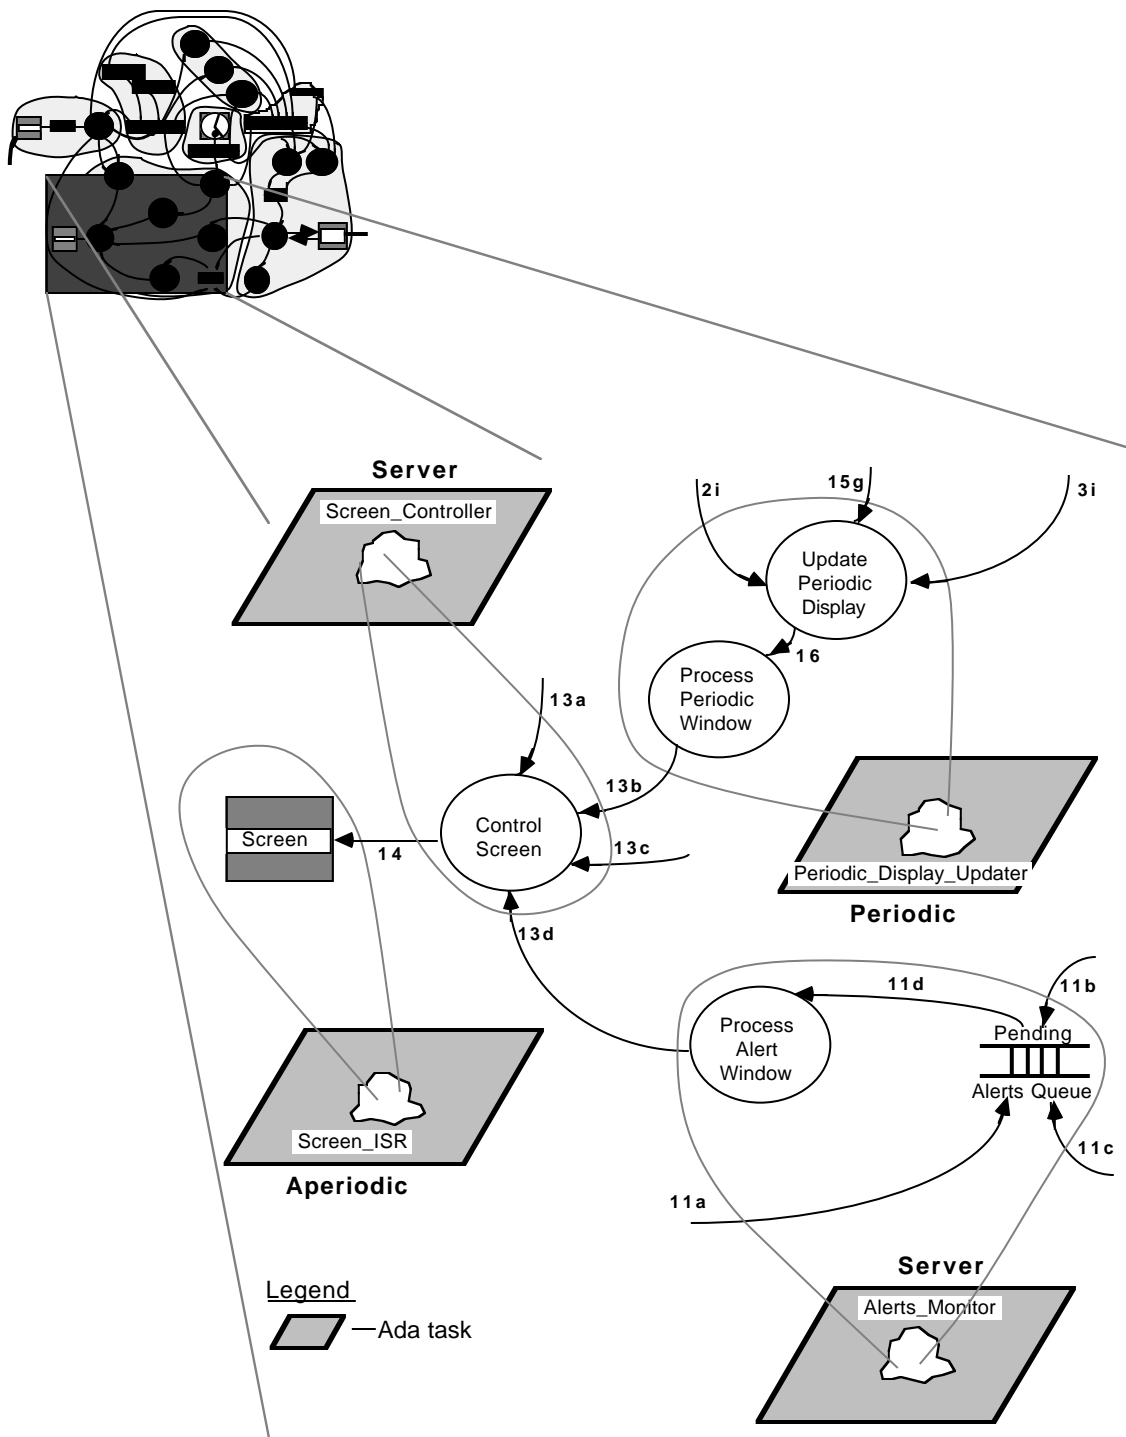 Server
Screen_Controller
2i
15g
3i
Update
Periodic
Display
16
Process
Periodic
Window
13a
13b
Control
Screen
13c
Screen
14
Periodic_Display_Updater
Periodic
13d
11d
11b
Process
Alert
Window
Pending
Alerts Queue
11c
Screen_ISR
Aperiodic
11a
Server
Alerts_Monitor
Legend
Ada task